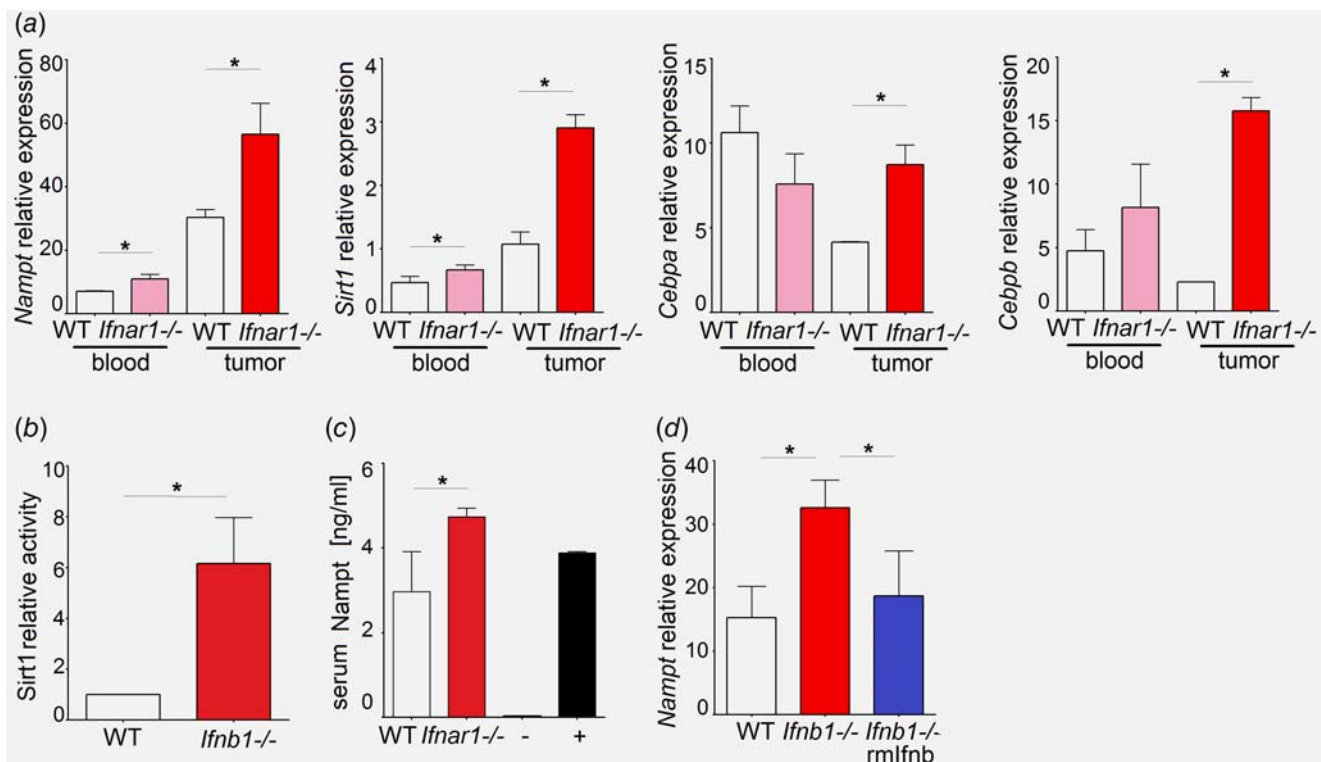 (a)
Nampt relative expression
80
60
40
20
0
*
*
WT Ifnar1-/- WT Ifnar1-/-
blood tumor
Sirt1 relative expression
4
3
2
1
0
*
*
WT Ifnar1-/- WT Ifnar1-/-
blood tumor
Cebpa relative expression
15
10
5
0
*
WT Ifnar1-/- WT Ifnar1-/-
blood tumor
Cebpb relative expression
20
15
10
5
0
*
WT Ifnar1-/- WT Ifnar1-/-
blood tumor
(b)
Sirt1 relative activity
10
8
6
4
2
0
*
WT Ifnb1-/-
(c)
serum Nampt [ng/ml]
6
4
2
0
*
WT Ifnar1-/- - +
(d)
Nampt relative expression
40
30
20
10
0
* *
WT Ifnb1-/- Ifnb1-/-
rmIfnb